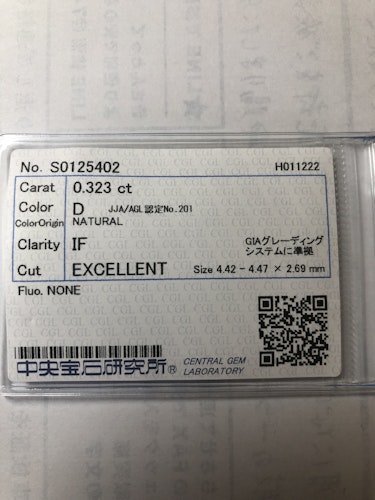 No. S0125402 H011222
Carat 0.323 ct
Color D JJA/AGL認定No.201
ColorOrigin NATURAL
Clarity IF GIAグレーディング
システムに準拠
Cut EXCELLENT Size 4.42 - 4.47 × 2.69 mm
Fluo. NONE
中央宝石研究所® CENTRAL GEM
LABORATORY